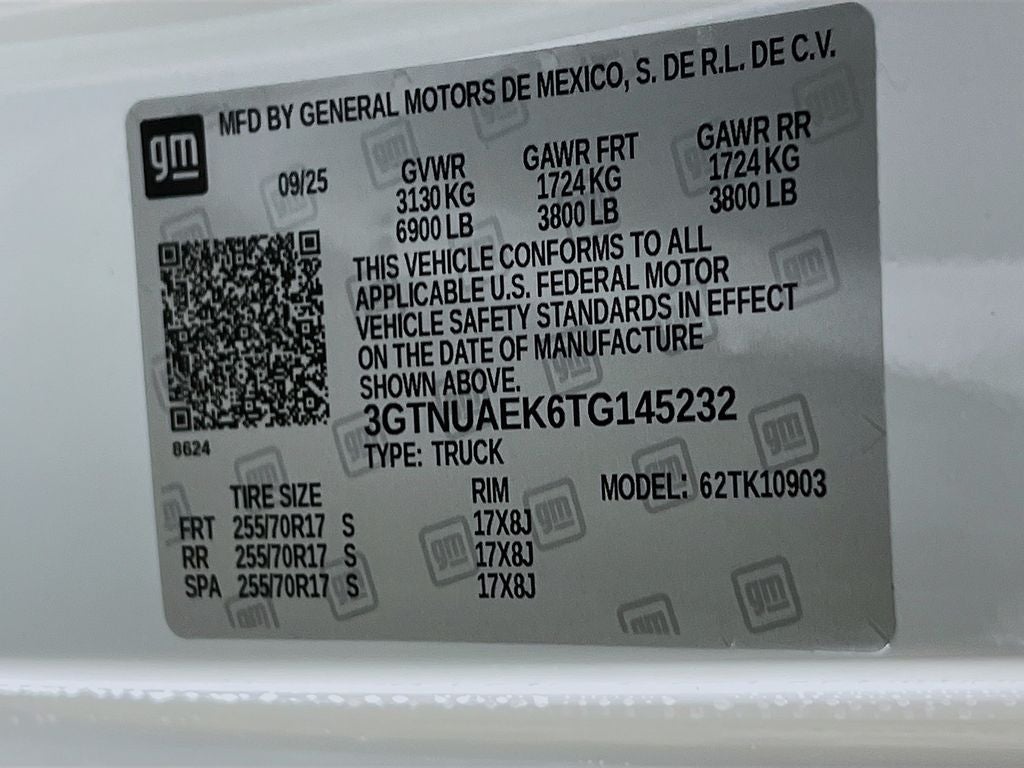 MFD BY GENERAL MOTORS DE MEXICO, S. DE R.L. DE C.V.
gm
09/25
GVWR GAWR FRT GAWR RR
3130 KG 1724 KG 1724 KG
6900 LB 3800 LB 3800 LB
THIS VEHICLE CONFORMS TO ALL
APPLICABLE U.S. FEDERAL MOTOR
VEHICLE SAFETY STANDARDS IN EFFECT
ON THE DATE OF MANUFACTURE
SHOWN ABOVE.
3GTNUAEK6TG145232
8624
TYPE: TRUCK
TIRE SIZE RIM MODEL: 62TK10903
FRT 255/70R17 S 17X8J
RR 255/70R17 S 17X8J
SPA 255/70R17 S 17X8J